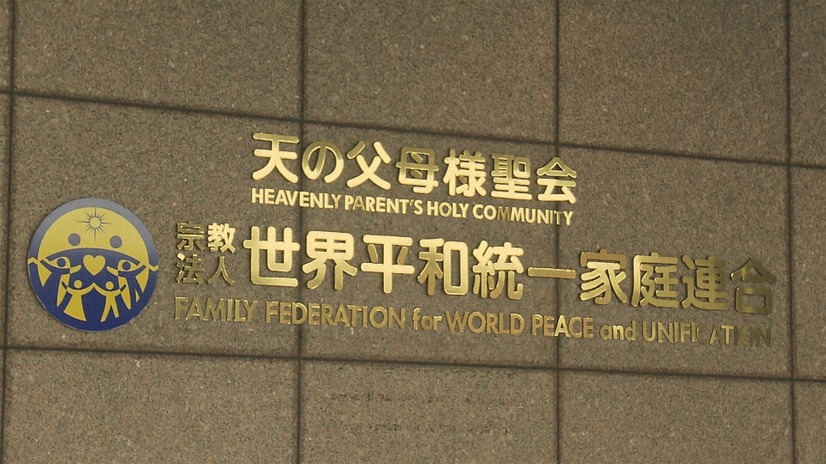 天の父母様聖会
HEAVENLY PARENT'S HOLY COMMUNITY
宗教法人 世界平和統一家庭連合
FAMILY FEDERATION for WORLD PEACE and UNIFICATION